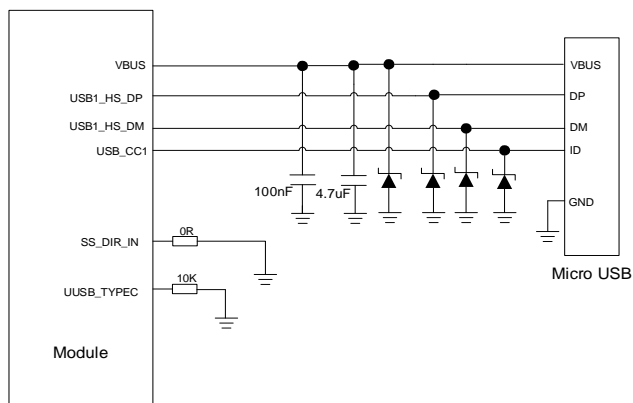 VBUS
VBUS
USB1_HS_DP
DP
USB1_HS_DM
DM
USB_CC1
ID
100nF
4.7uF
GND
0R
SS_DIR_IN
Micro USB
10K
UUSB_TYPEC
Module